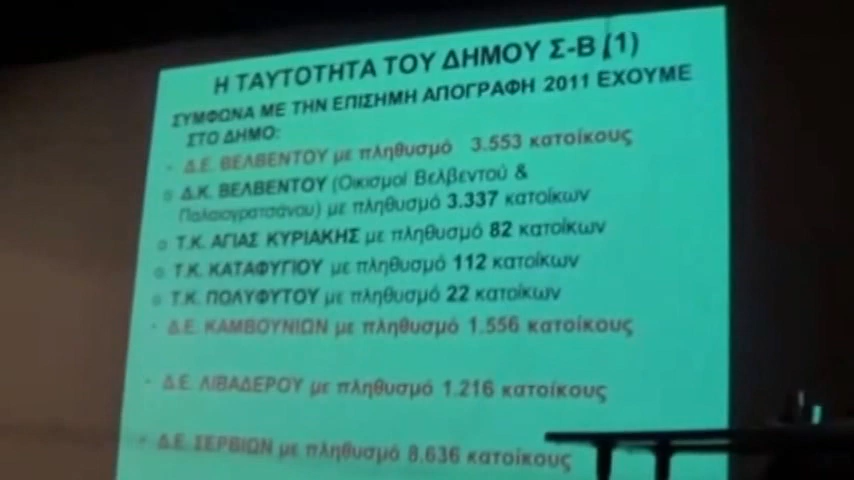 Η ΤΑΥΤΟΤΗΤΑ ΤΟΥ ΔΗΜΟΥ Σ-Β (1)
ΣΥΜΦΩΝΑ ΜΕ ΤΗΝ ΕΠΙΣΗΜΗ ΑΠΟΓΡΑΦΗ 2011 ΕΧΟΥΜΕ
ΣΤΟ ΔΗΜΟ:
Δ.Ε. ΒΕΛΒΕΝΤΟΥ με πληθυσμό 3.553 κατοίκους
Δ.Κ. ΒΕΛΒΕΝΤΟΥ (Οικισμοί Βελβεντού &
Παλαιογρατσάνου) με πληθυσμό 3.337 κατοίκων
Τ.Κ. ΑΓΙΑΣ ΚΥΡΙΑΚΗΣ με πληθυσμό 82 κατοίκων
Τ.Κ. ΚΑΤΑΦΥΓΙΟΥ με πληθυσμό 112 κατοίκων
Τ.Κ. ΠΟΛΥΦΥΤΟΥ με πληθυσμό 22 κατοίκων
Δ.Ε. ΚΑΜΒΟΥΝΙΩΝ με πληθυσμό 1.556 κατοίκους
Δ.Ε. ΛΙΒΑΔΕΡΟΥ με πληθυσμό 1.216 κατοίκους
Δ.Ε. ΣΕΡΒΙΩΝ με πληθυσμό 8.636 κατοίκους